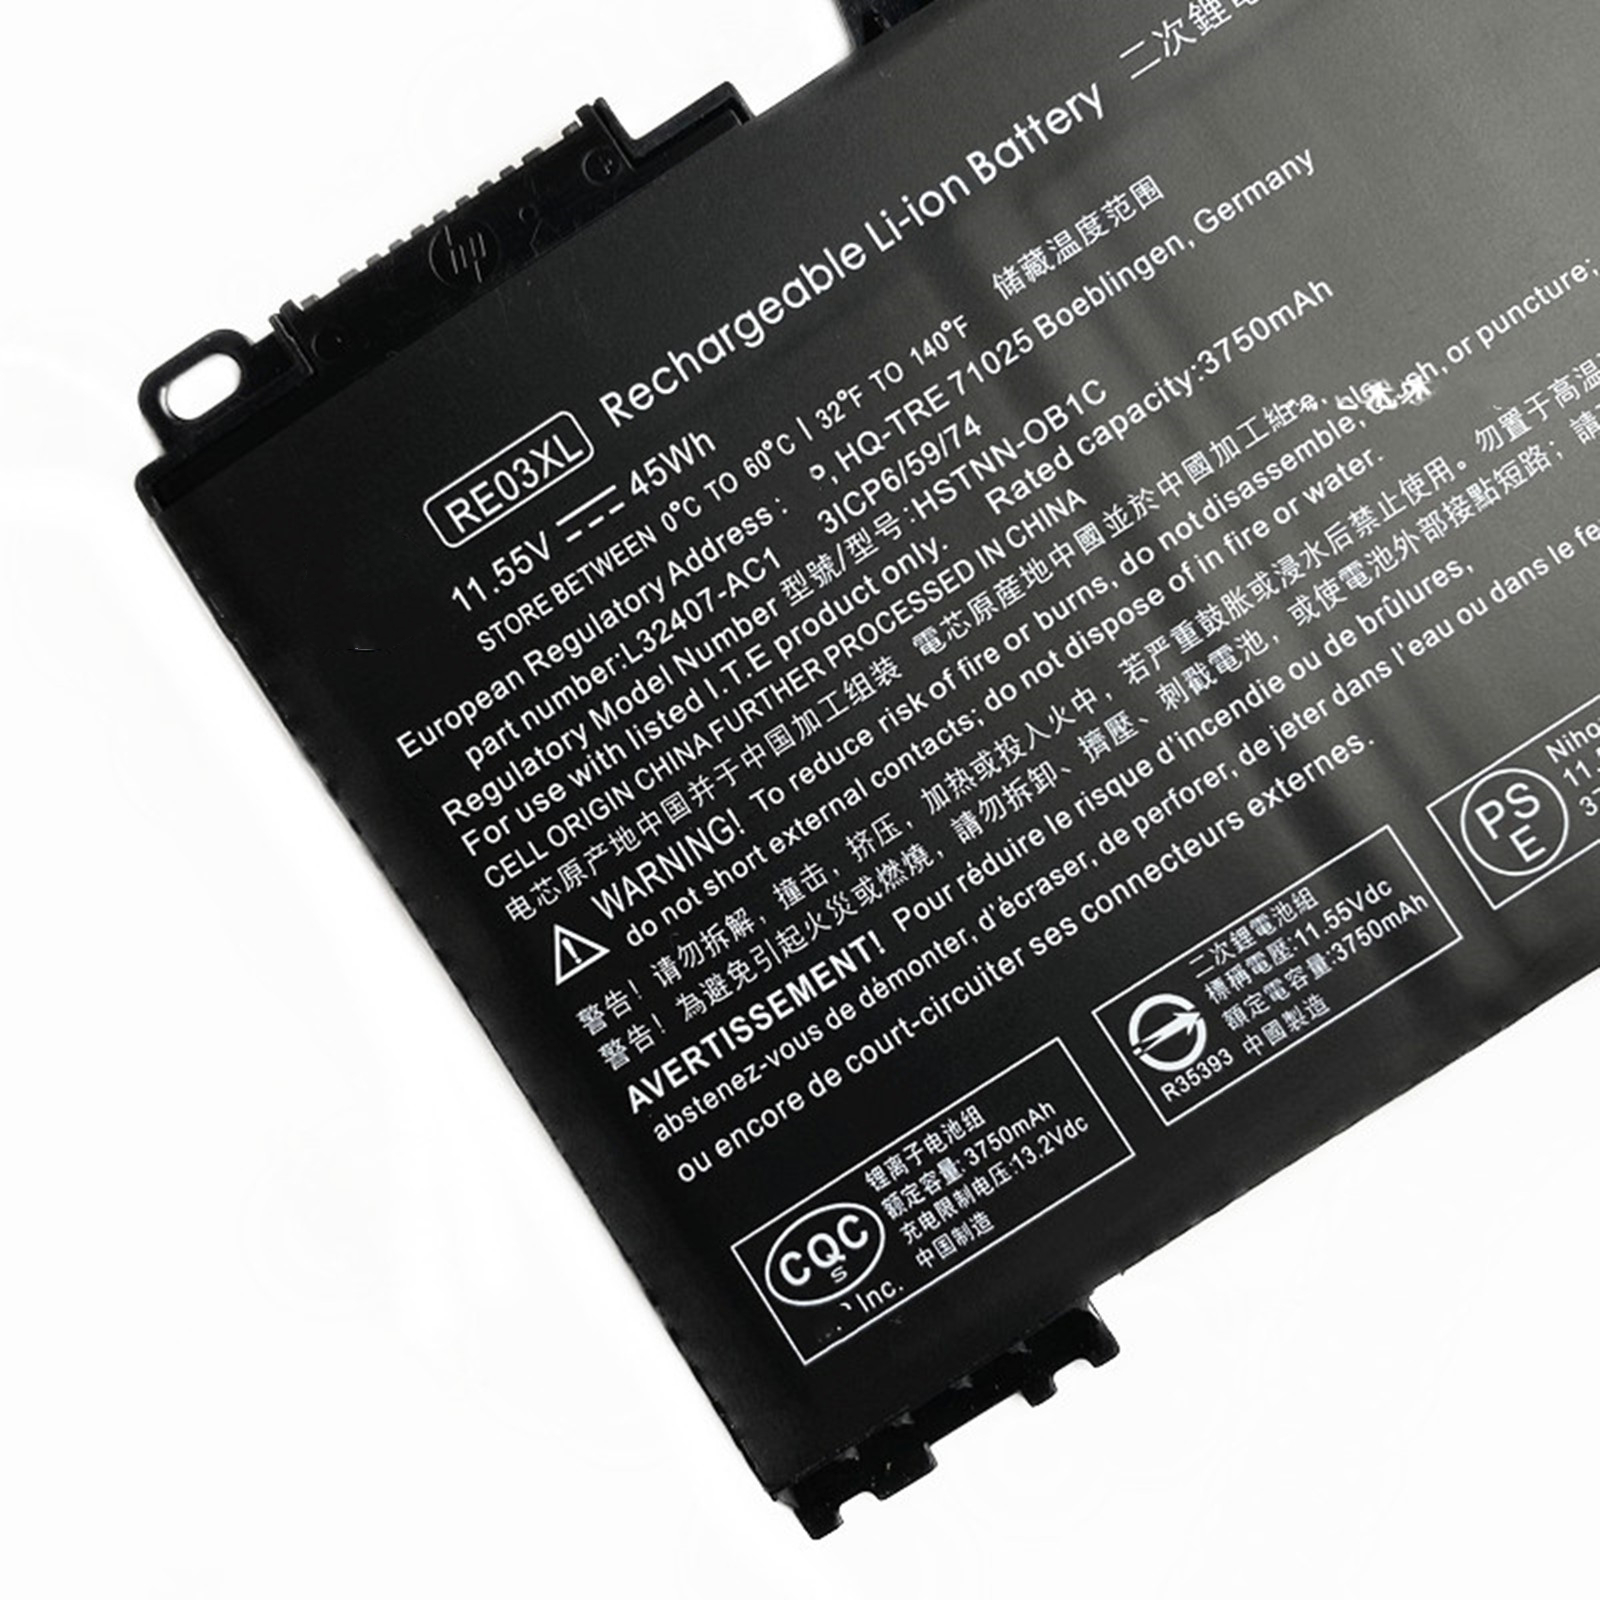 hp
RE03XL Rechargeable Li-ion Battery 二次鋰電
11.55V 45Wh
STORE BETWEEN 0°C TO 60°C | 32°F TO 140°F 储藏温度范围
European Regulatory Address: , HQ-TRE 71025 Boeblingen, Germany
part number:L32407-AC1 3ICP6/59/74
Regulatory Model Number 型號/型号:HSTNN-OB1C
For use with listed I.T.E product only. Rated capacity:3750mAh
CELL ORIGIN CHINA FURTHER PROCESSED IN CHINA
电芯原产地中国并于中国加工组装 電芯原産地中國並於中國加工組
WARNING! To reduce risk of fire or burns, do not disassemble, or puncture;
do not short external contacts; do not dispose of in fire or water.
警告! 请勿拆解, 撞击, 挤压, 加热或投入火中, 若严重鼓胀或浸水后禁止使用。勿置于高温
警告! 為避免引起火災或燃燒, 請勿拆卸、擠壓、刺戳電池, 或使電池外部接點短路; 請
AVERTISSEMENT! Pour réduire le risque d'incendie ou de brûlures,
abstenez-vous de démonter, d'écraser, de perforer, de jeter dans l'eau ou dans le fe
ou encore de court-circuiter ses connecteurs externes.
CQC
S
锂离子电池组
额定容量:3750mAh
充电限制电压:13.2Vdc
中国制造
Inc.
R35393
二次鋰電池組
標稱電壓:11.55Vdc
額定電容量:3750mAh
中國製造
PS
E
Niho
11.
37